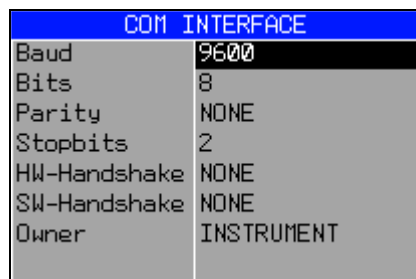 COM INTERFACE
Baud 9600
Bits 8
Parity NONE
Stopbits 2
HW-Handshake NONE
SW-Handshake NONE
Owner INSTRUMENT